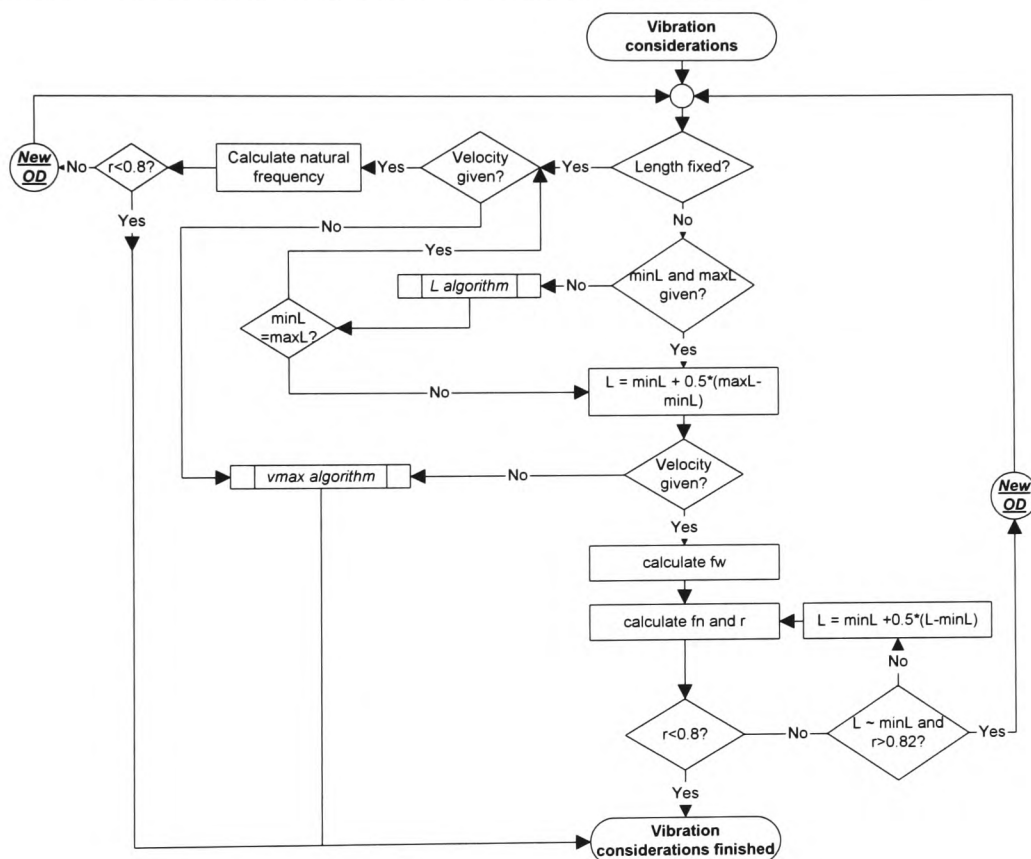 Vibration
considerations
New
OD
No
r<0.8?
Calculate natural
frequency
Yes
Velocity
given?
Yes
Length fixed?
Yes
No
No
Yes
L algorithm
No
minL and maxL
given?
minL
=maxL?
Yes
No
L = minL + 0.5*(maxL-
minL)
vmax algorithm
No
Velocity
given?
New
OD
Yes
calculate fw
calculate fn and r
L = minL +0.5*(L-minL)
No
r<0.8?
No
L ~ minL and
r>0.82?
Yes
Yes
Vibration
considerations finished